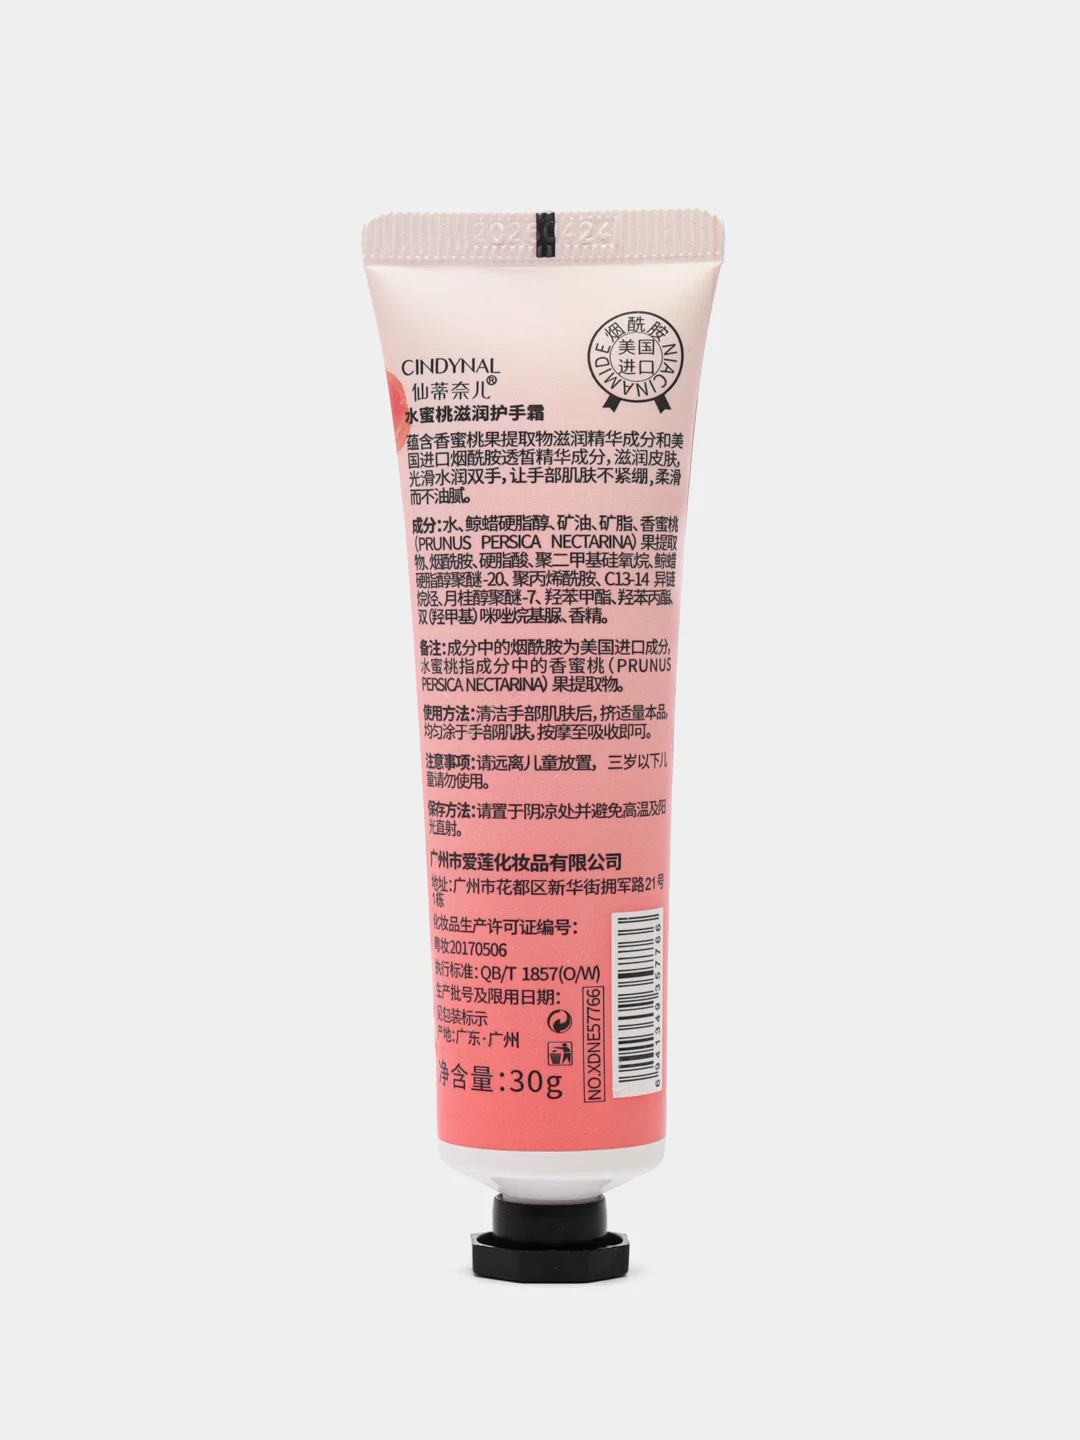 CINDYNAL
仙蒂奈儿®
水蜜桃滋润护手霜
烟酰胺
NIACINAMIDE
美国
进口
蕴含香蜜桃果提取物滋润精华成分和美
国进口烟酰胺透皙精华成分，滋润皮肤，
光滑水润双手，让手部肌肤不紧绷，柔滑
而不油腻。
成分：水、鲸蜡硬脂醇、矿油、矿脂、香蜜桃
（PRUNUS PERSICA NECTARINA）果提取
物、烟酰胺、硬脂酸、聚二甲基硅氧烷、鲸蜡
硬脂醇聚醚-20、聚丙烯酰胺、C13-14 异链
烷烃、月桂醇聚醚-7、羟苯甲酯、羟苯丙酯、
双（羟甲基）咪唑烷基脲、香精。
备注：成分中的烟酰胺为美国进口成分，
水蜜桃指成分中的香蜜桃（PRUNUS
PERSICA NECTARINA）果提取物。
使用方法：清洁手部肌肤后，挤适量本品，
均匀涂于手部肌肤，按摩至吸收即可。
注意事项：请远离儿童放置，三岁以下儿
童请勿使用。
保存方法：请置于阴凉处并避免高温及阳
光直射。
广州市爱莲化妆品有限公司
地址：广州市花都区新华街拥军路21号
1栋
化妆品生产许可证编号：
粤妆20170506
执行标准：QB/T 1857(O/W)
生产批号及限用日期：
见包装标示
产地：广东·广州
净含量：30g
NO.XDNE57766
6941349357766